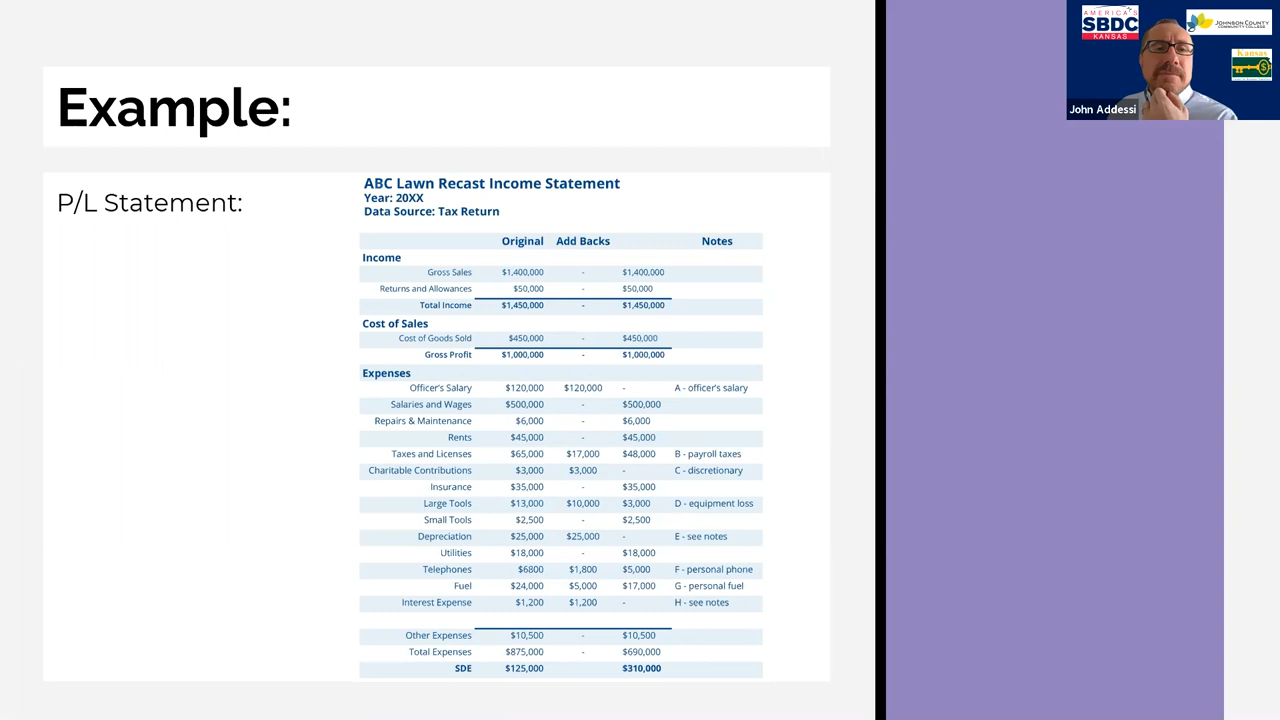 AMERICA'S
SBDC
KANSAS
JOHNSON COUNTY
COMMUNITY COLLEGE
Kansas
John Addessi
Example:
P/L Statement:
ABC Lawn Recast Income Statement
Year: 20XX
Data Source: Tax Return
Original Add Backs Notes
Income
Gross Sales $1,400,000 - $1,400,000
Returns and Allowances $50,000 - $50,000
Total Income $1,450,000 - $1,450,000
Cost of Sales
Cost of Goods Sold $450,000 - $450,000
Gross Profit $1,000,000 - $1,000,000
Expenses
Officer's Salary $120,000 $120,000 - A - officer's salary
Salaries and Wages $500,000 - $500,000
Repairs & Maintenance $6,000 - $6,000
Rents $45,000 - $45,000
Taxes and Licenses $65,000 $17,000 $48,000 B - payroll taxes
Charitable Contributions $3,000 $3,000 - C - discretionary
Insurance $35,000 - $35,000
Large Tools $13,000 $10,000 $3,000 D - equipment loss
Small Tools $2,500 - $2,500
Depreciation $25,000 $25,000 - E - see notes
Utilities $18,000 - $18,000
Telephones $6800 $1,800 $5,000 F - personal phone
Fuel $24,000 $5,000 $17,000 G - personal fuel
Interest Expense $1,200 $1,200 - H - see notes
Other Expenses $10,500 - $10,500
Total Expenses $875,000 - $690,000
SDE $125,000 $310,000